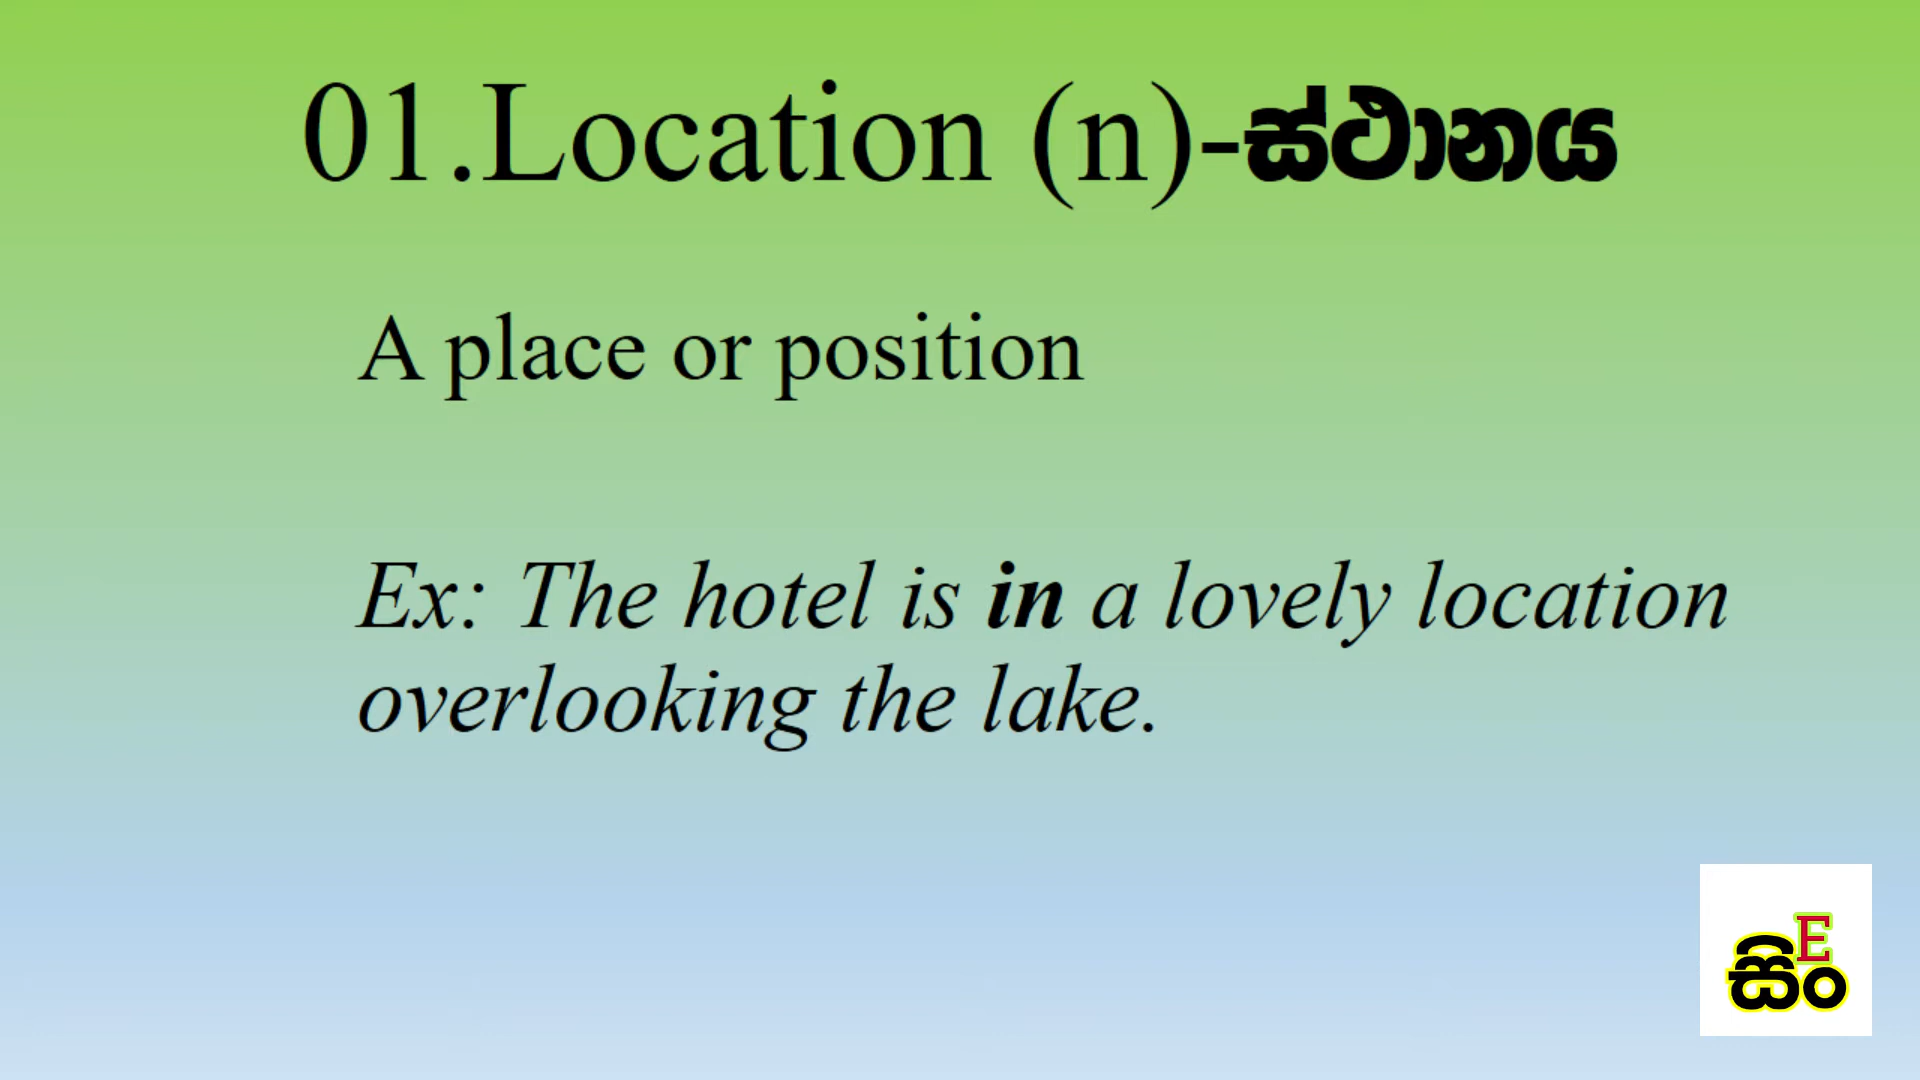 01.Location (n)-ස්ථානය
A place or position
Ex: The hotel is in a lovely location
overlooking the lake.
E
සිං